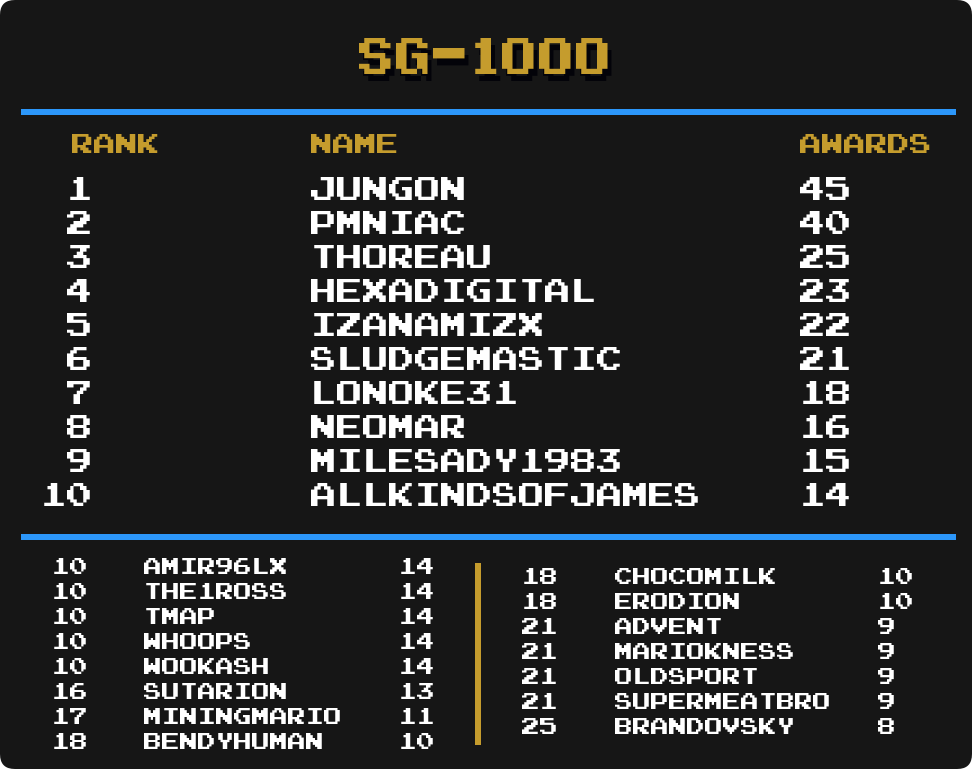 SG-1000
RANK NAME AWARDS
1 JUNGON 45
2 PMNIAC 40
3 THOREAU 25
4 HEXADIGITAL 23
5 IZANAMIZX 22
6 SLUDGEMASTIC 21
7 LONOKE31 18
8 NEOMAR 16
9 MILESADY1983 15
10 ALLKINDSOFJAMES 14
10 AMIR96LX 14
10 THE1ROSS 14
10 TMAP 14
10 WHOOPS 14
10 WOOKASH 14
16 SUTARION 13
17 MININGMARIO 11
18 BENDYHUMAN 10
18 CHOCOMILK 10
18 ERODION 10
21 ADVENT 9
21 MARIOKNESS 9
21 OLDSPORT 9
21 SUPERMEATBRO 9
25 BRANDOVSKY 8